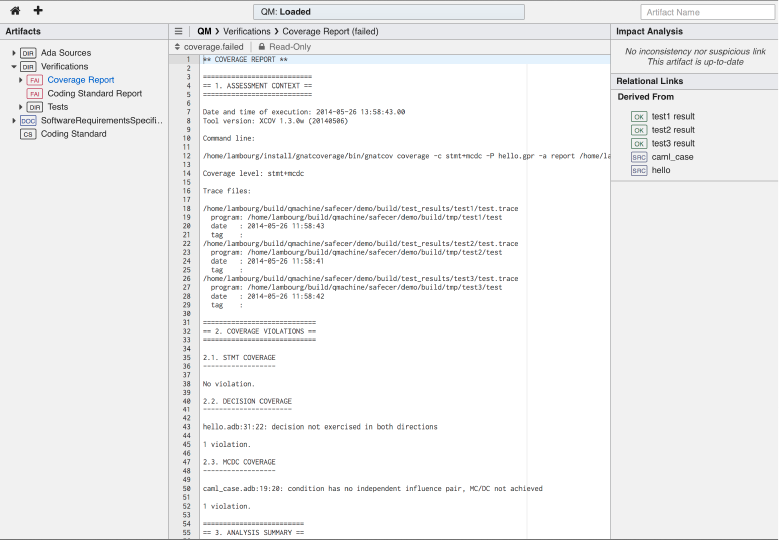 QM: Loaded
Artifact Name
Artifacts
DIR Ada Sources
DIR Verifications
FAI Coverage Report
FAI Coding Standard Report
DIR Tests
DOC SoftwareRequirementsSpecifi...
CS Coding Standard
QM ❯ Verifications ❯ Coverage Report (failed)
coverage.failed Read-Only
1 ** COVERAGE REPORT **
2
3 ===========================
4 == 1. ASSESSMENT CONTEXT ==
5 ===========================
6
7 Date and time of execution: 2014-05-26 13:58:43.00
8 Tool version: XCOV 1.3.0w (20140506)
9
10 Command line:
11
12 /home/lambourg/install/gnatcoverage/bin/gnatcov coverage -c stmt+mcdc -P hello.gpr -a report /home/la
13
14 Coverage level: stmt+mcdc
15
16 Trace files:
17
18 /home/lambourg/build/qmachine/safecer/demo/build/test_results/test1/test.trace
19 program: /home/lambourg/build/qmachine/safecer/demo/build/tmp/test1/test
20 date : 2014-05-26 11:58:43
21 tag :
22 /home/lambourg/build/qmachine/safecer/demo/build/test_results/test2/test.trace
23 program: /home/lambourg/build/qmachine/safecer/demo/build/tmp/test2/test
24 date : 2014-05-26 11:58:41
25 tag :
26 /home/lambourg/build/qmachine/safecer/demo/build/test_results/test3/test.trace
27 program: /home/lambourg/build/qmachine/safecer/demo/build/tmp/test3/test
28 date : 2014-05-26 11:58:42
29 tag :
30
31 ============================
32 == 2. COVERAGE VIOLATIONS ==
33 ============================
34
35 2.1. STMT COVERAGE
36 ------------------
37
38 No violation.
39
40 2.2. DECISION COVERAGE
41 ----------------------
42
43 hello.adb:31:22: decision not exercised in both directions
44
45 1 violation.
46
47 2.3. MCDC COVERAGE
48 ------------------
49
50 caml_case.adb:19:20: condition has no independent influence pair, MC/DC not achieved
51
52 1 violation.
53
54 =========================
55 == 3. ANALYSIS SUMMARY ==
Impact Analysis
No inconsistency nor suspicious link
This artifact is up-to-date
Relational Links
Derived From
OK test1 result
OK test2 result
OK test3 result
SRC caml_case
SRC hello